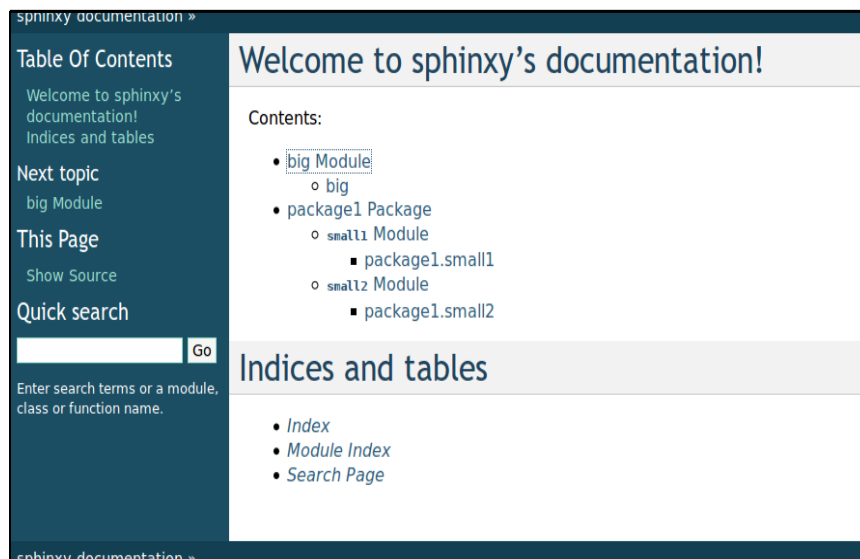 sphinxy documentation »
Table Of Contents
Welcome to sphinxy's
documentation!
Indices and tables
Next topic
big Module
This Page
Show Source
Quick search
Go
Enter search terms or a module,
class or function name.
Welcome to sphinxy's documentation!
Contents:
big Module
big
package1 Package
small1 Module
package1.small1
small2 Module
package1.small2
Indices and tables
Index
Module Index
Search Page
sphinxy documentation »